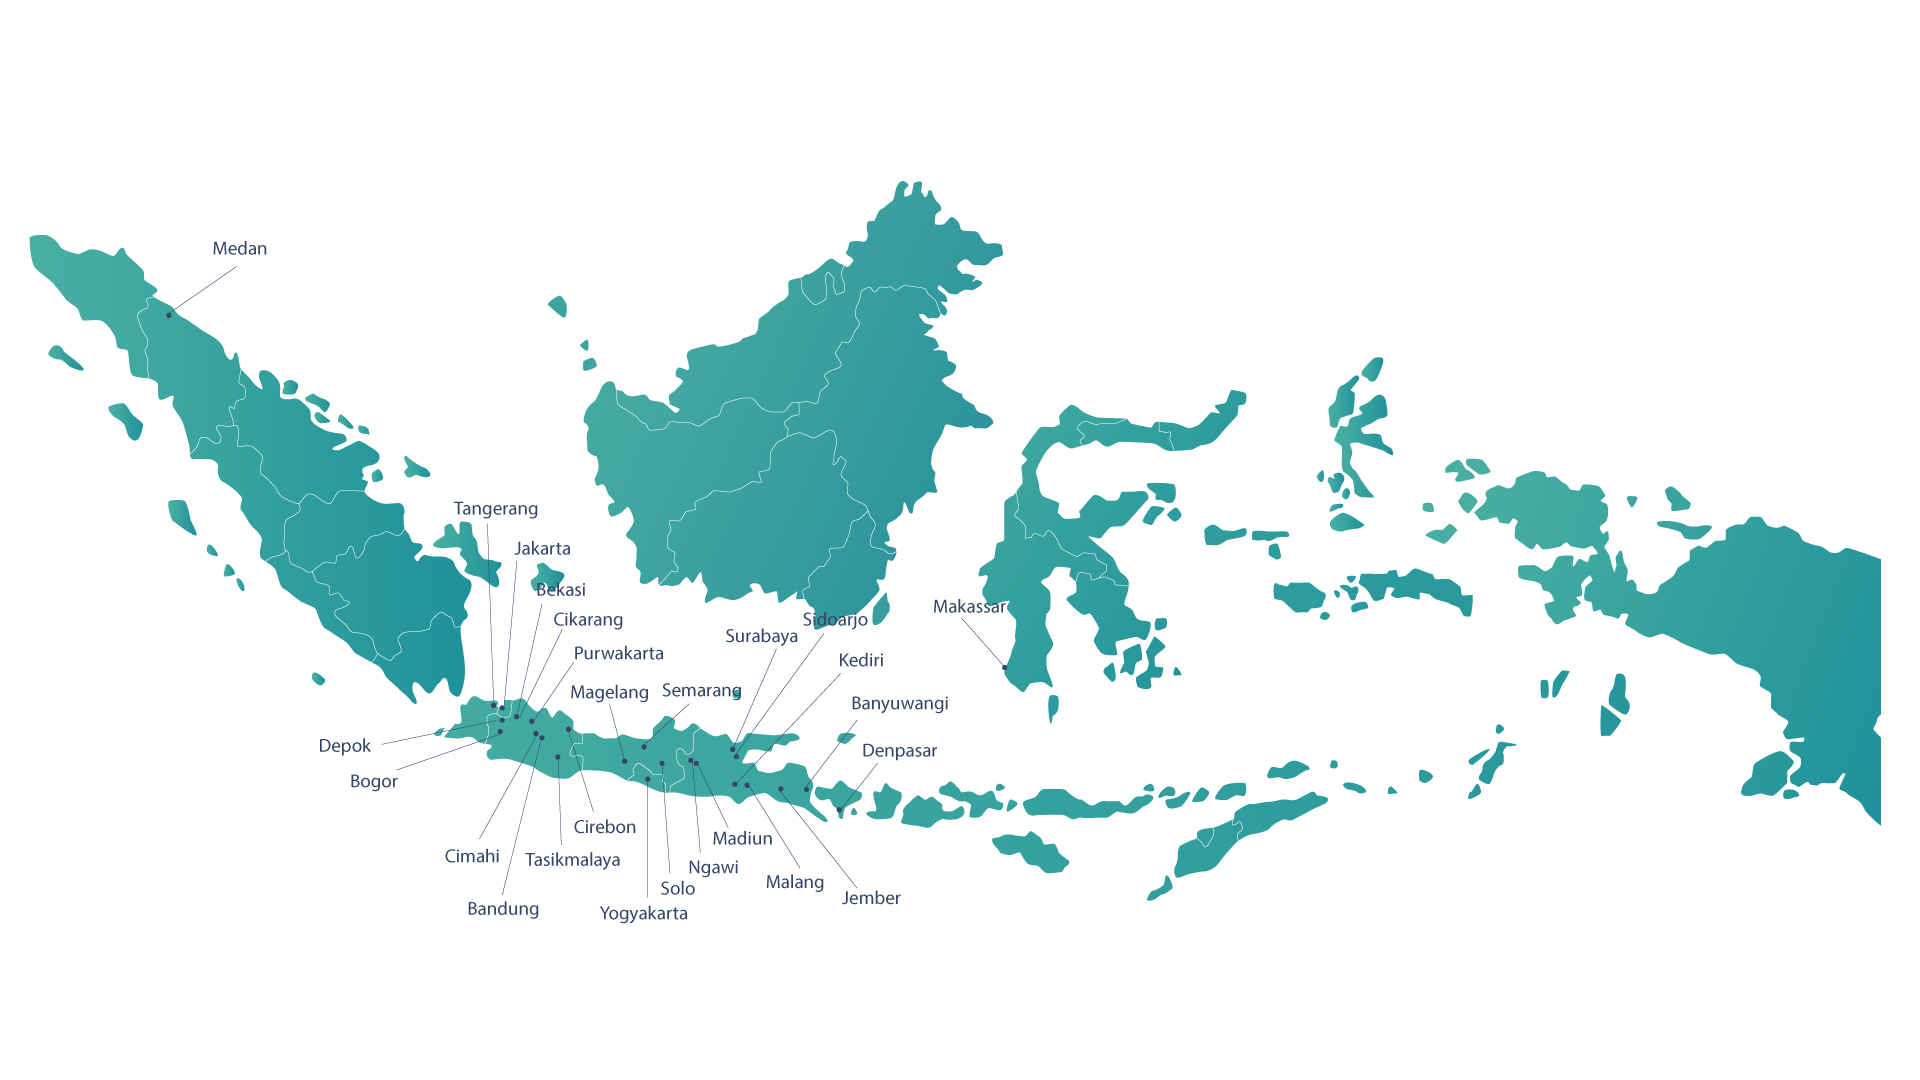 Medan
Tangerang
Jakarta
Bekasi
Cikarang
Purwakarta
Magelang
Semarang
Surabaya
Sidoarjo
Kediri
Makassar
Banyuwangi
Denpasar
Depok
Bogor
Cirebon
Cimahi
Tasikmalaya
Bandung
Madiun
Ngawi
Solo
Yogyakarta
Malang
Jember